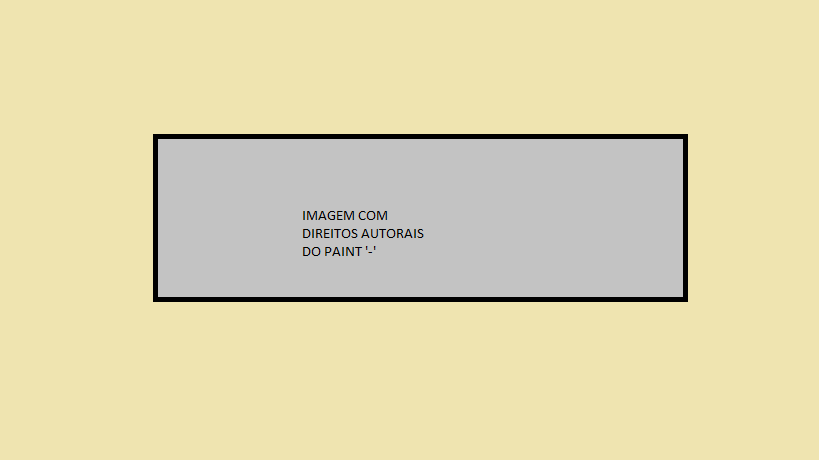 IMAGEM COM
DIREITOS AUTORAIS
DO PAINT '-'